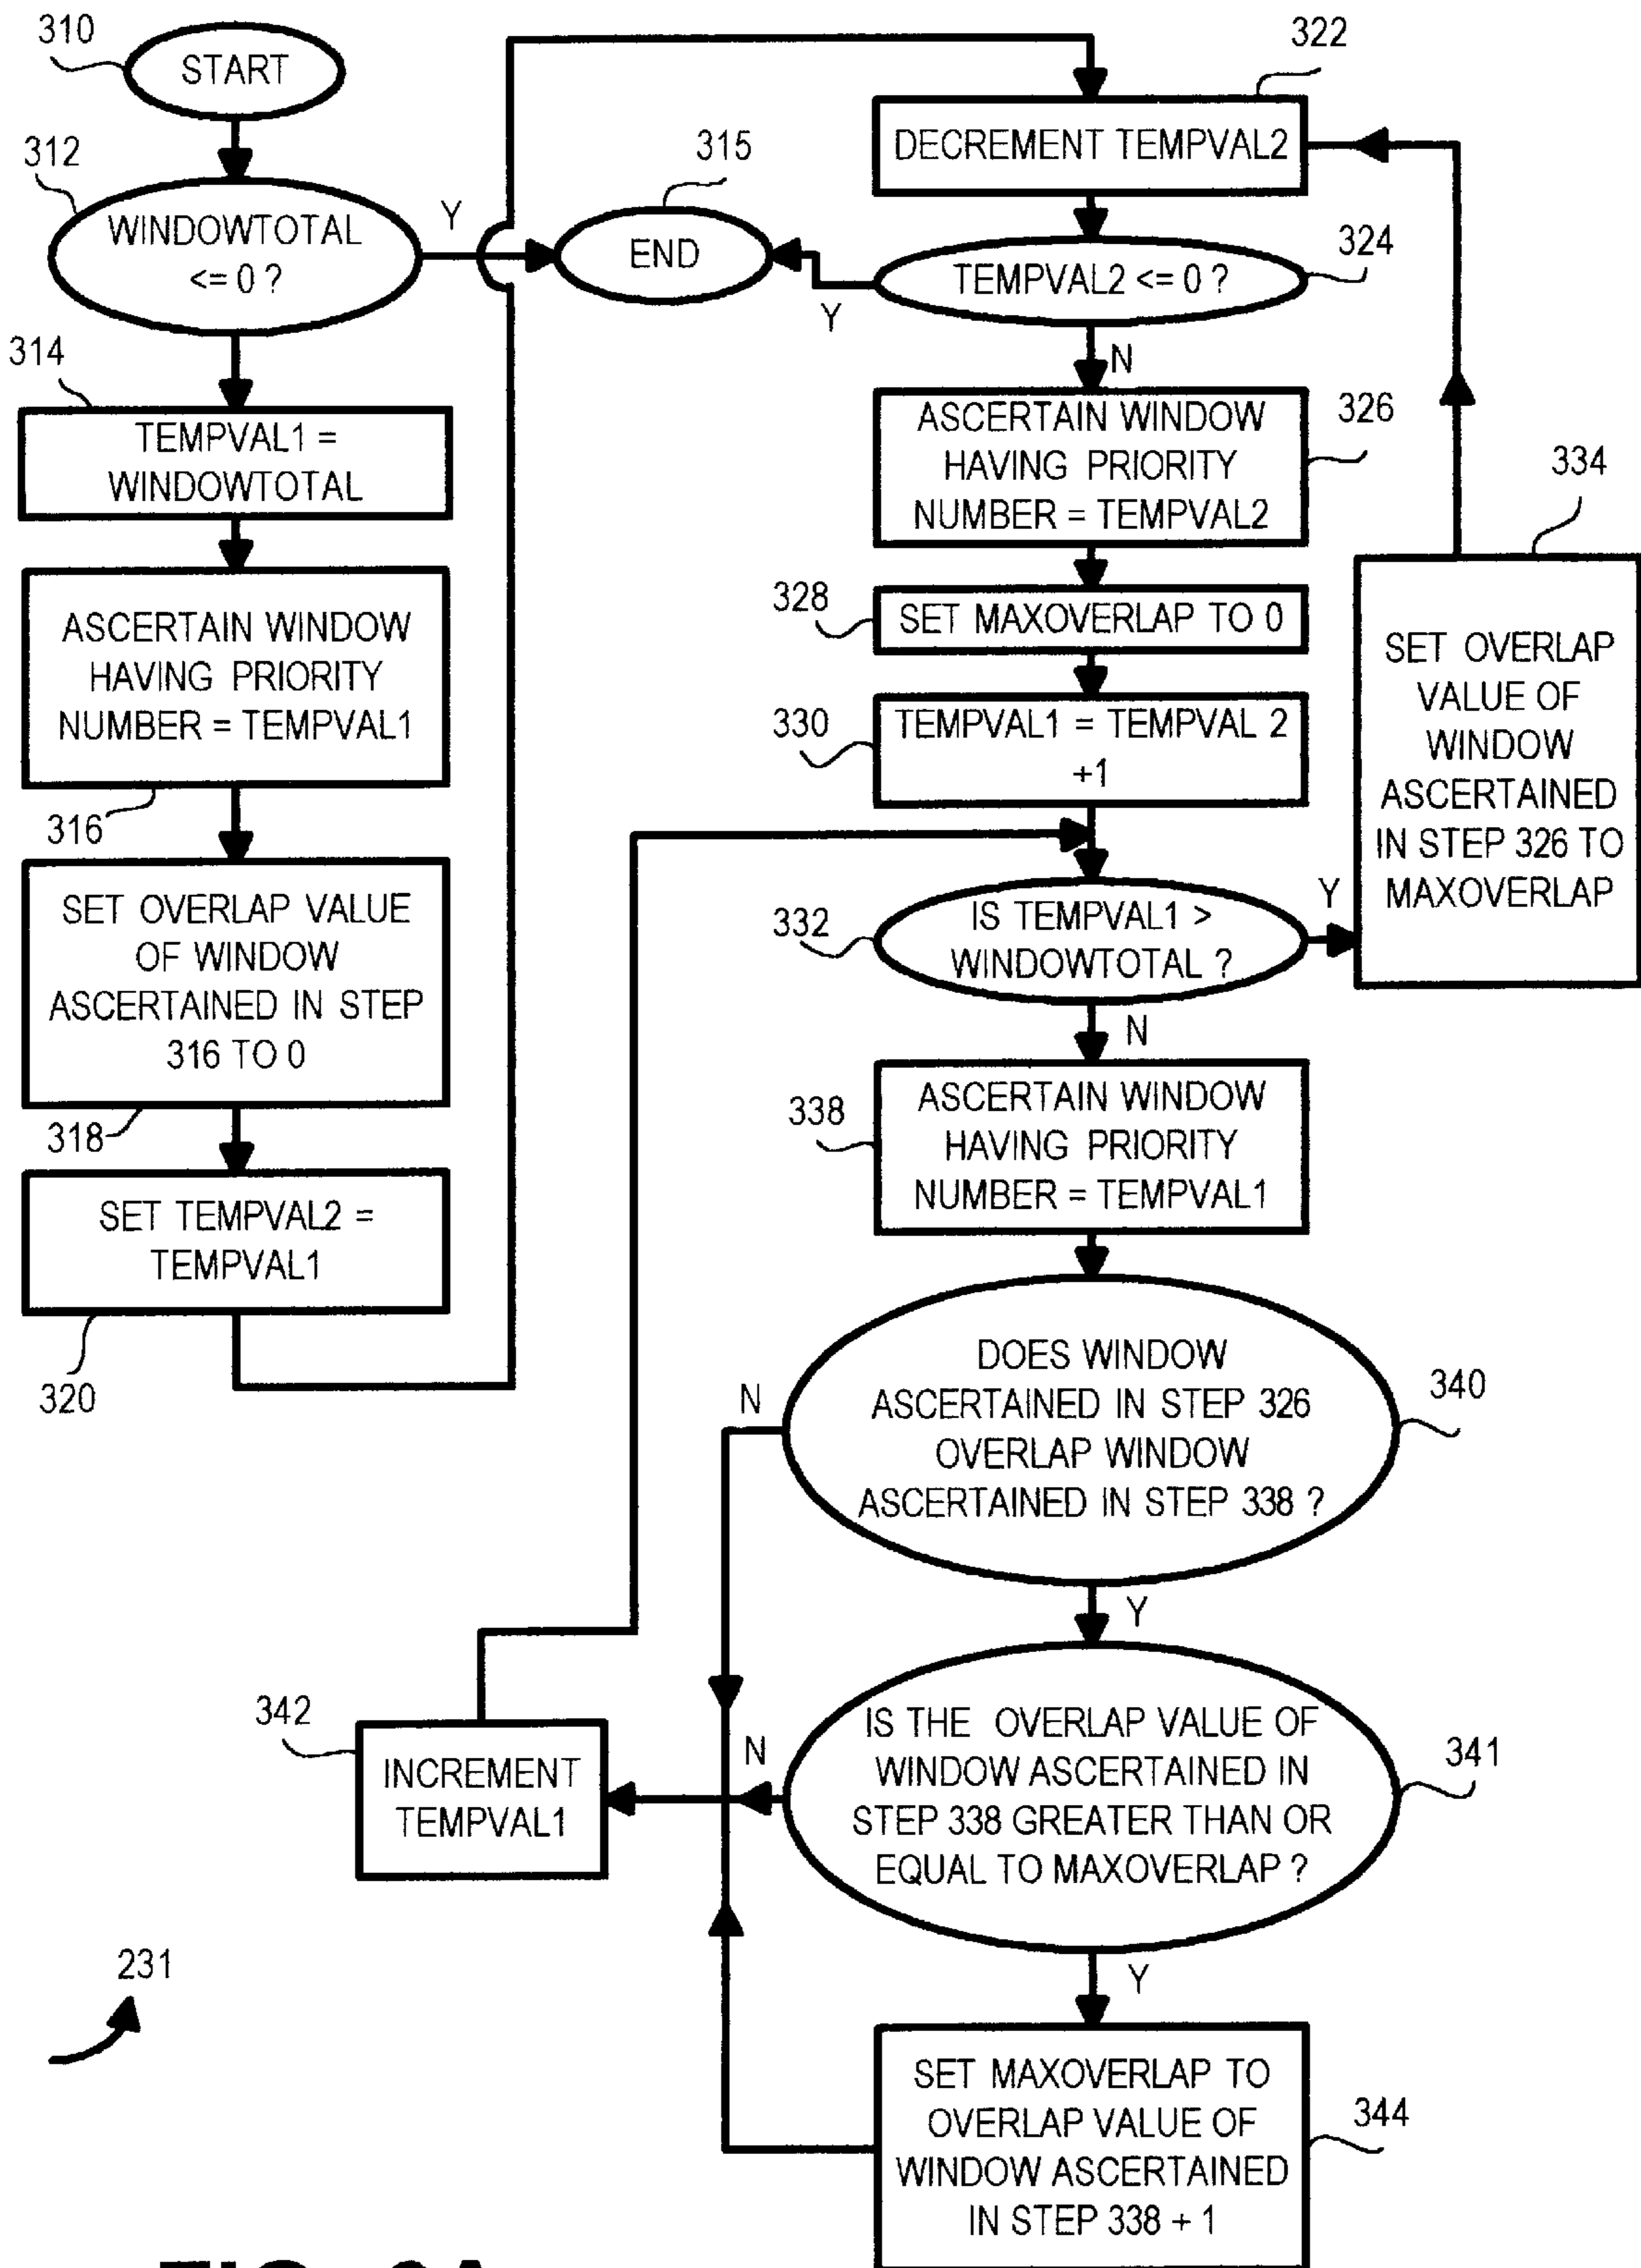 310
START
312
WINDOWTOTAL
<= 0 ?
Y
315
END
314
TEMPVAL1 =
WINDOWTOTAL
ASCERTAIN WINDOW
HAVING PRIORITY
NUMBER = TEMPVAL1
316
SET OVERLAP VALUE
OF WINDOW
ASCERTAINED IN STEP
316 TO 0
318
SET TEMPVAL2 =
TEMPVAL1
320
322
DECREMENT TEMPVAL2
324
TEMPVAL2 <= 0 ?
Y
N
ASCERTAIN WINDOW
HAVING PRIORITY
NUMBER = TEMPVAL2
326
328
SET MAXOVERLAP TO 0
330
TEMPVAL1 = TEMPVAL 2
+1
332
IS TEMPVAL1 >
WINDOWTOTAL ?
Y
334
SET OVERLAP
VALUE OF
WINDOW
ASCERTAINED
IN STEP 326 TO
MAXOVERLAP
N
338
ASCERTAIN WINDOW
HAVING PRIORITY
NUMBER = TEMPVAL1
DOES WINDOW
ASCERTAINED IN STEP 326
OVERLAP WINDOW
ASCERTAINED IN STEP 338 ?
340
N
Y
342
INCREMENT
TEMPVAL1
N
IS THE OVERLAP VALUE OF
WINDOW ASCERTAINED IN
STEP 338 GREATER THAN OR
EQUAL TO MAXOVERLAP ?
341
Y
231
SET MAXOVERLAP TO
OVERLAP VALUE OF
WINDOW ASCERTAINED
IN STEP 338 + 1
344